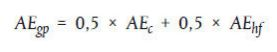 AE_gp = 0,5 × AE_c + 0,5 × AE_hf